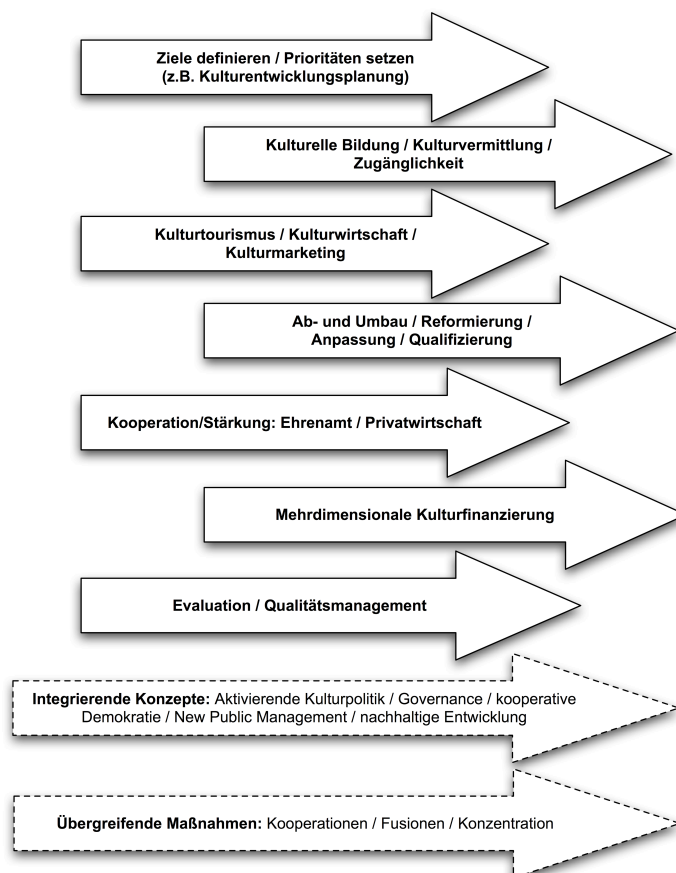 Ziele definieren / Prioritäten setzen
(z.B. Kulturentwicklungsplanung)
Kulturelle Bildung / Kulturvermittlung /
Zugänglichkeit
Kulturtourismus / Kulturwirtschaft /
Kulturmarketing
Ab- und Umbau / Reformierung /
Anpassung / Qualifizierung
Kooperation/Stärkung: Ehrenamt / Privatwirtschaft
Mehrdimensionale Kulturfinanzierung
Evaluation / Qualitätsmanagement
Integrierende Konzepte: Aktivierende Kulturpolitik / Governance / kooperative
Demokratie / New Public Management / nachhaltige Entwicklung
Übergreifende Maßnahmen: Kooperationen / Fusionen / Konzentration